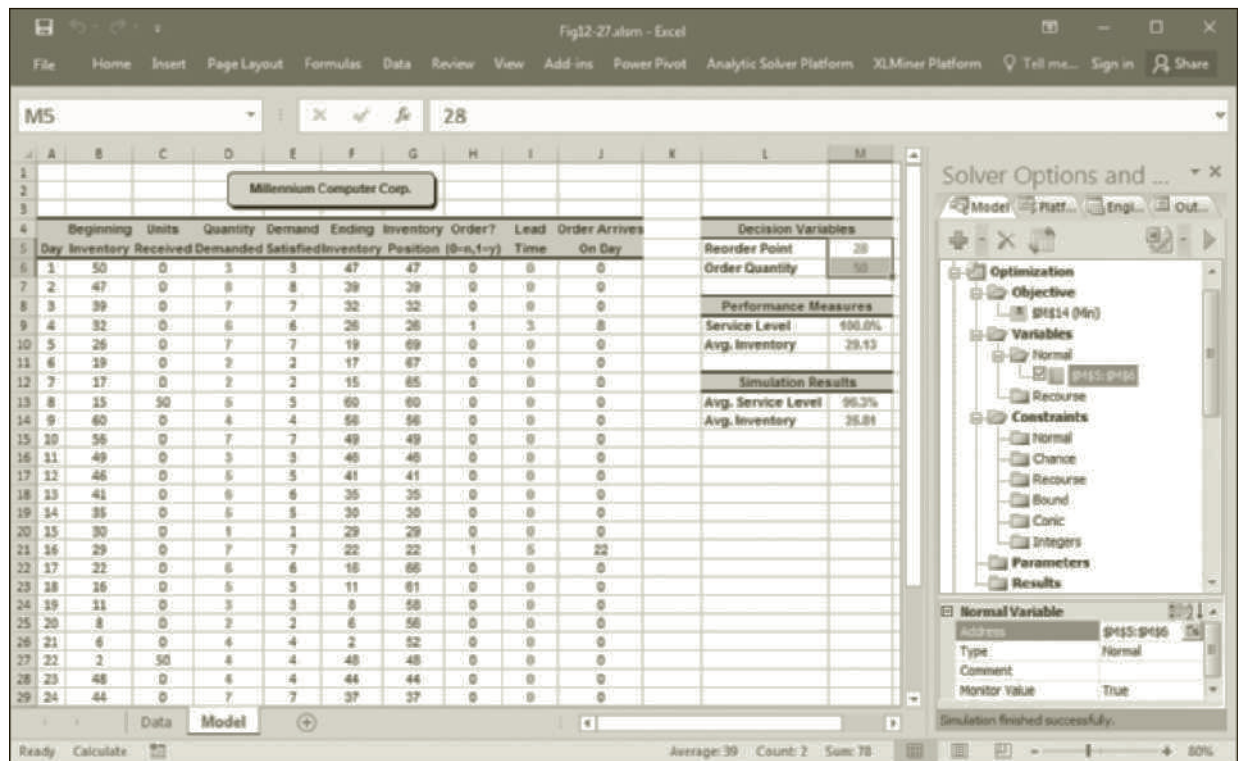 Fig12-27.xlsm - Excel
File Home Insert Page Layout Formulas Data Review View Add-ins Power Pivot Analytic Solver Platform XLMiner Platform Tell me... Sign in Share
M5 fx 28
A B C D E F G H I J K L M
Millennium Computer Corp.
Beginning Units Quantity Demand Ending Inventory Order? Lead Order Arrives
Day Inventory Received Demanded Satisfied Inventory Position (0=n,1=y) Time On Day
1 50 0 3 3 47 47 0 0 0
2 47 0 8 8 39 39 0 0 0
3 39 0 7 7 32 32 0 0 0
4 32 0 6 6 26 26 1 3 8
5 26 0 7 7 19 69 0 0 0
6 19 0 2 2 17 67 0 0 0
7 17 0 2 2 15 65 0 0 0
8 15 50 5 5 60 60 0 0 0
9 60 0 4 4 56 56 0 0 0
10 56 0 7 7 49 49 0 0 0
11 49 0 3 3 46 46 0 0 0
12 46 0 5 5 41 41 0 0 0
13 41 0 6 6 35 35 0 0 0
14 35 0 5 5 30 30 0 0 0
15 30 0 1 1 29 29 0 0 0
16 29 0 7 7 22 22 1 5 22
17 22 0 6 6 16 66 0 0 0
18 16 0 5 5 11 61 0 0 0
19 11 0 3 3 8 58 0 0 0
20 8 0 2 2 6 56 0 0 0
21 6 0 4 4 2 52 0 0 0
22 2 50 4 4 48 48 0 0 0
23 48 0 4 4 44 44 0 0 0
24 44 0 7 7 37 37 0 0 0
Decision Variables
Reorder Point 28
Order Quantity 50
Performance Measures
Service Level 100.0%
Avg. Inventory 29.13
Simulation Results
Avg. Service Level 96.3%
Avg. Inventory 25.81
Solver Options and ...
Model Platf... Engi... Out...
Optimization
Objective
$M$14 (Min)
Variables
Normal
$M$5:$M$6
Recourse
Constraints
Normal
Chance
Recourse
Bound
Conic
Integers
Parameters
Results
Normal Variable
Address $M$5:$M$6
Type Normal
Comment
Monitor Value True
Simulation finished successfully.
Data Model
Ready Calculate Average: 39 Count: 2 Sum: 78 80%